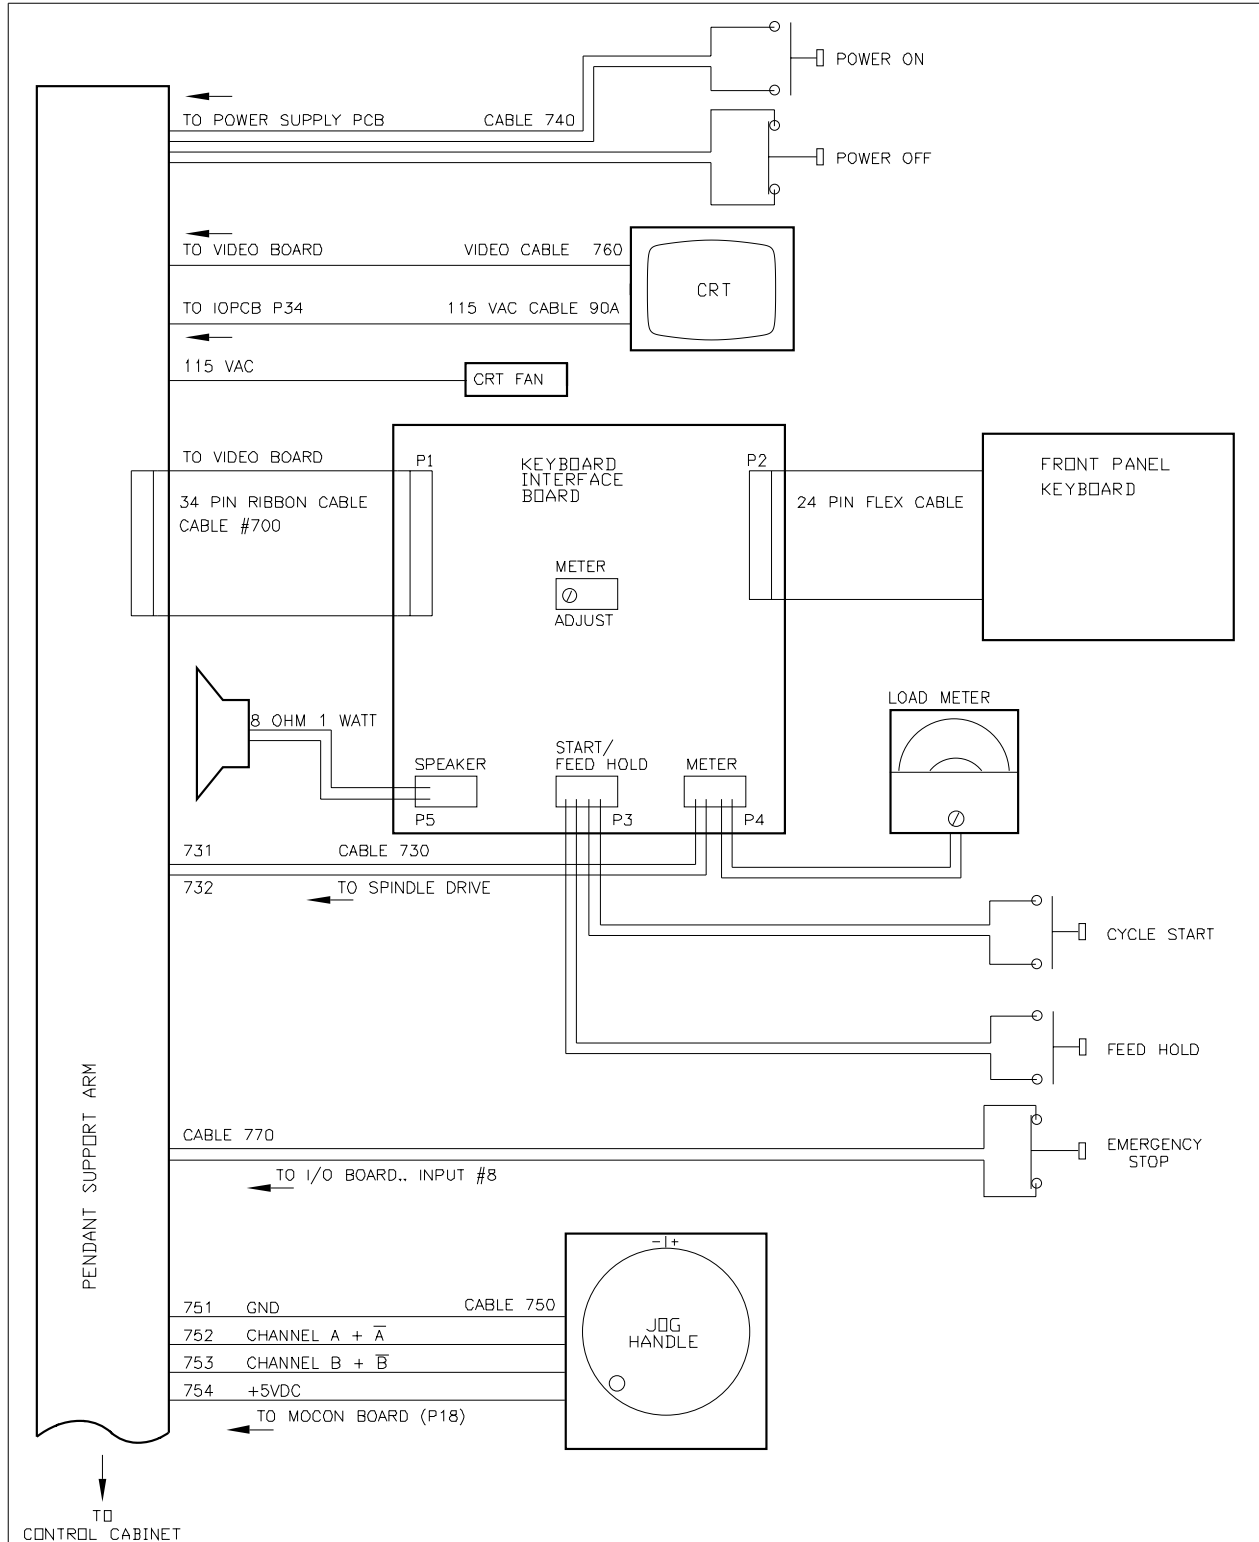 POWER ON
TO POWER SUPPLY PCB
CABLE 740
POWER OFF
TO VIDEO BOARD
VIDEO CABLE 760
CRT
TO IOPCB P34
115 VAC CABLE 90A
115 VAC
CRT FAN
TO VIDEO BOARD
P1
KEYBOARD
INTERFACE
BOARD
P2
FRONT PANEL
KEYBOARD
34 PIN RIBBON CABLE
CABLE #700
24 PIN FLEX CABLE
METER
ADJUST
LOAD METER
8 OHM 1 WATT
SPEAKER
START/
FEED HOLD
METER
P5
P3
P4
731
CABLE 730
732
TO SPINDLE DRIVE
CYCLE START
FEED HOLD
PENDANT SUPPORT ARM
CABLE 770
EMERGENCY
STOP
TO I/O BOARD.. INPUT #8
-|+
JOG
HANDLE
751 GND
CABLE 750
752 CHANNEL A + A̅
753 CHANNEL B + B̅
754 +5VDC
TO MOCON BOARD (P18)
TO
CONTROL CABINET